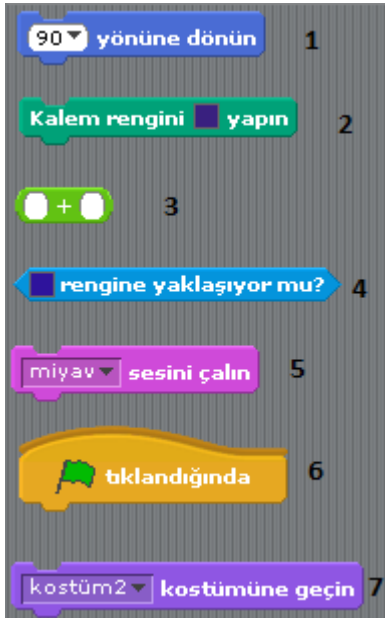 90 yönüne dönün 1
Kalem rengini yapın 2
+ 3
rengine yaklaşıyor mu? 4
miyav sesini çalın 5
tıklandığında 6
kostüm2 kostümüne geçin 7